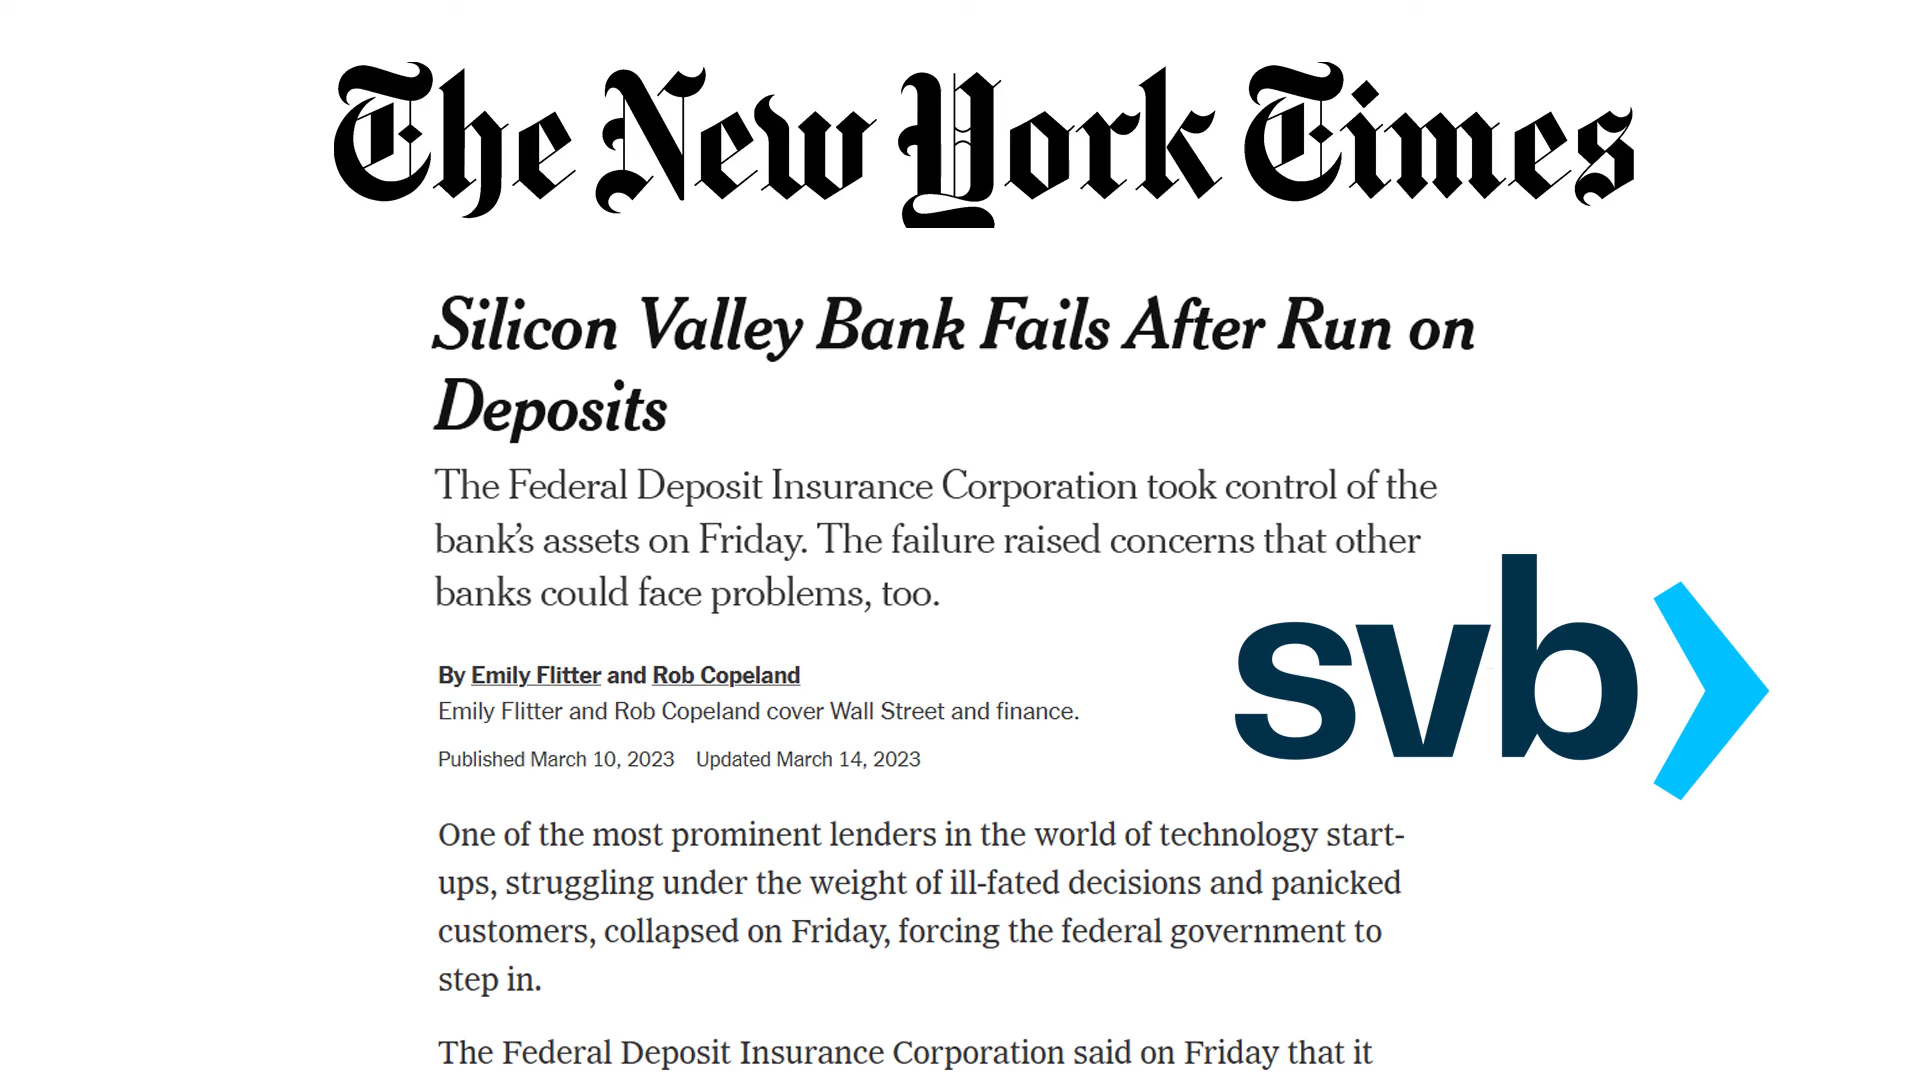 The New York Times
Silicon Valley Bank Fails After Run on
Deposits
The Federal Deposit Insurance Corporation took control of the
bank’s assets on Friday. The failure raised concerns that other
banks could face problems, too.
svb
By Emily Flitter and Rob Copeland
Emily Flitter and Rob Copeland cover Wall Street and finance.
Published March 10, 2023 Updated March 14, 2023
One of the most prominent lenders in the world of technology start-
ups, struggling under the weight of ill-fated decisions and panicked
customers, collapsed on Friday, forcing the federal government to
step in.
The Federal Deposit Insurance Corporation said on Friday that it